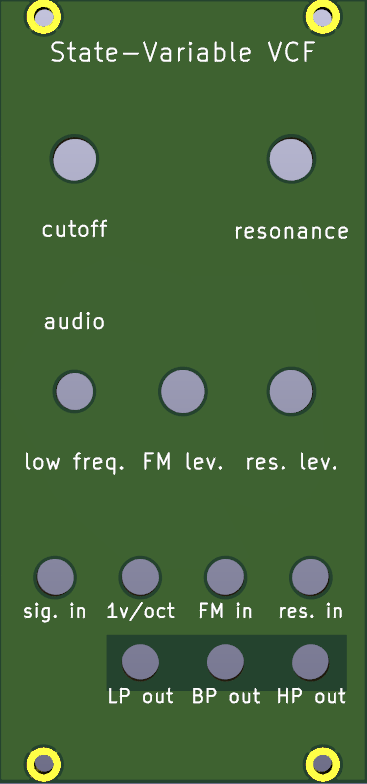 State-Variable VCF
cutoff resonance
audio
low freq. FM lev. res. lev.
sig. in 1v/oct FM in res. in
LP out BP out HP out